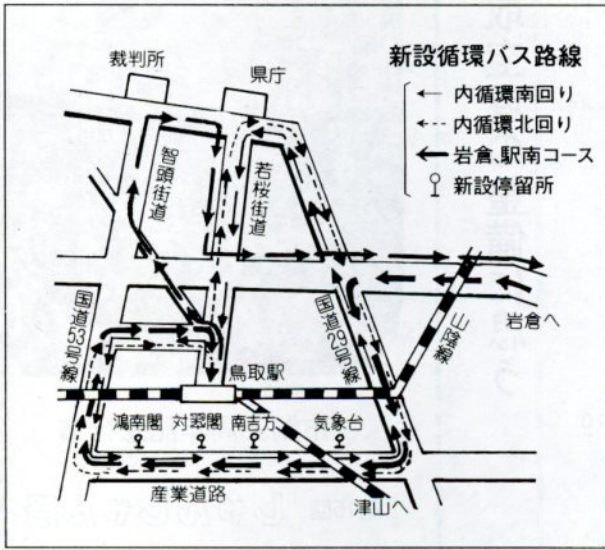 新設循環バス路線
内循環南回り
内循環北回り
岩倉、駅南コース
新設停留所
裁判所
県庁
智頭街道
若桜街道
国道53号線
国道29号線
山陰線
岩倉へ
鳥取駅
鴻南閣
対翠閣
南吉方
気象台
産業道路
津山へ